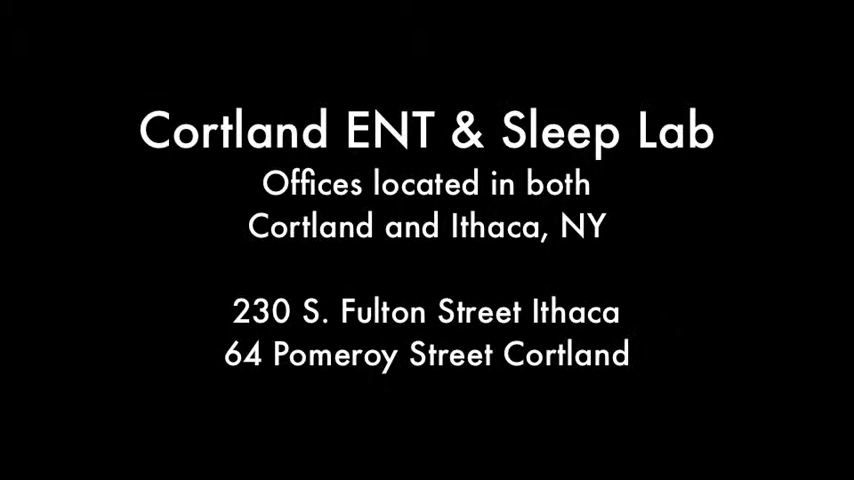 Cortland ENT & Sleep Lab
Offices located in both
Cortland and Ithaca, NY
230 S. Fulton Street Ithaca
64 Pomeroy Street Cortland